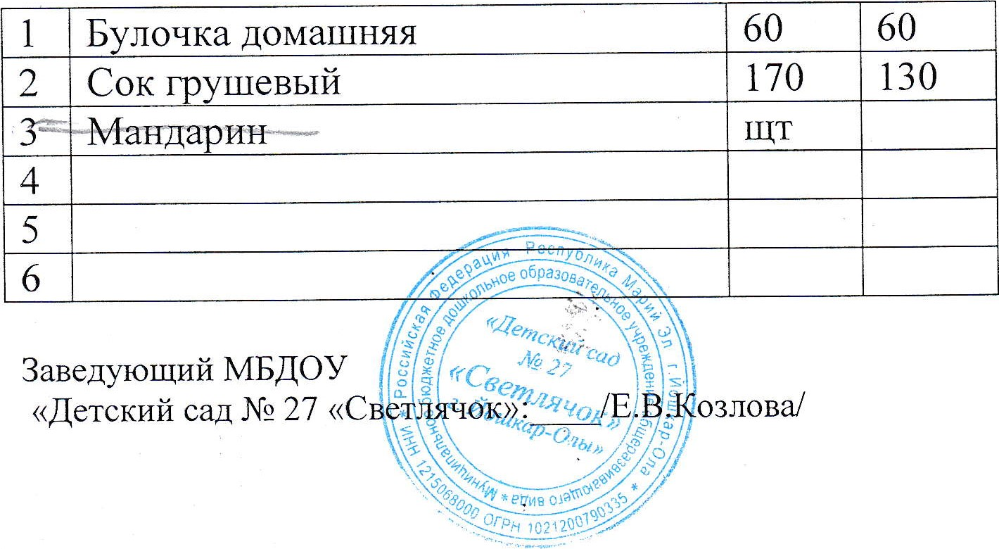 1 Булочка домашняя 60 60
2 Сок грушевый 170 130
3 Мандарин щт
4
5
6
Заведующий МБДОУ
«Детский сад № 27 «Светлячок»:____/Е.В.Козлова/
* Российская Федерация Республика Марий Эл г.Йошкар-Ола *
ИНН 1215068000 ОГРН 1021200790335
* Муниципальное бюджетное дошкольное образовательное учреждение общеразвивающего вида
«Детский сад
№ 27
«Светлячок»
г. Йошкар-Олы»